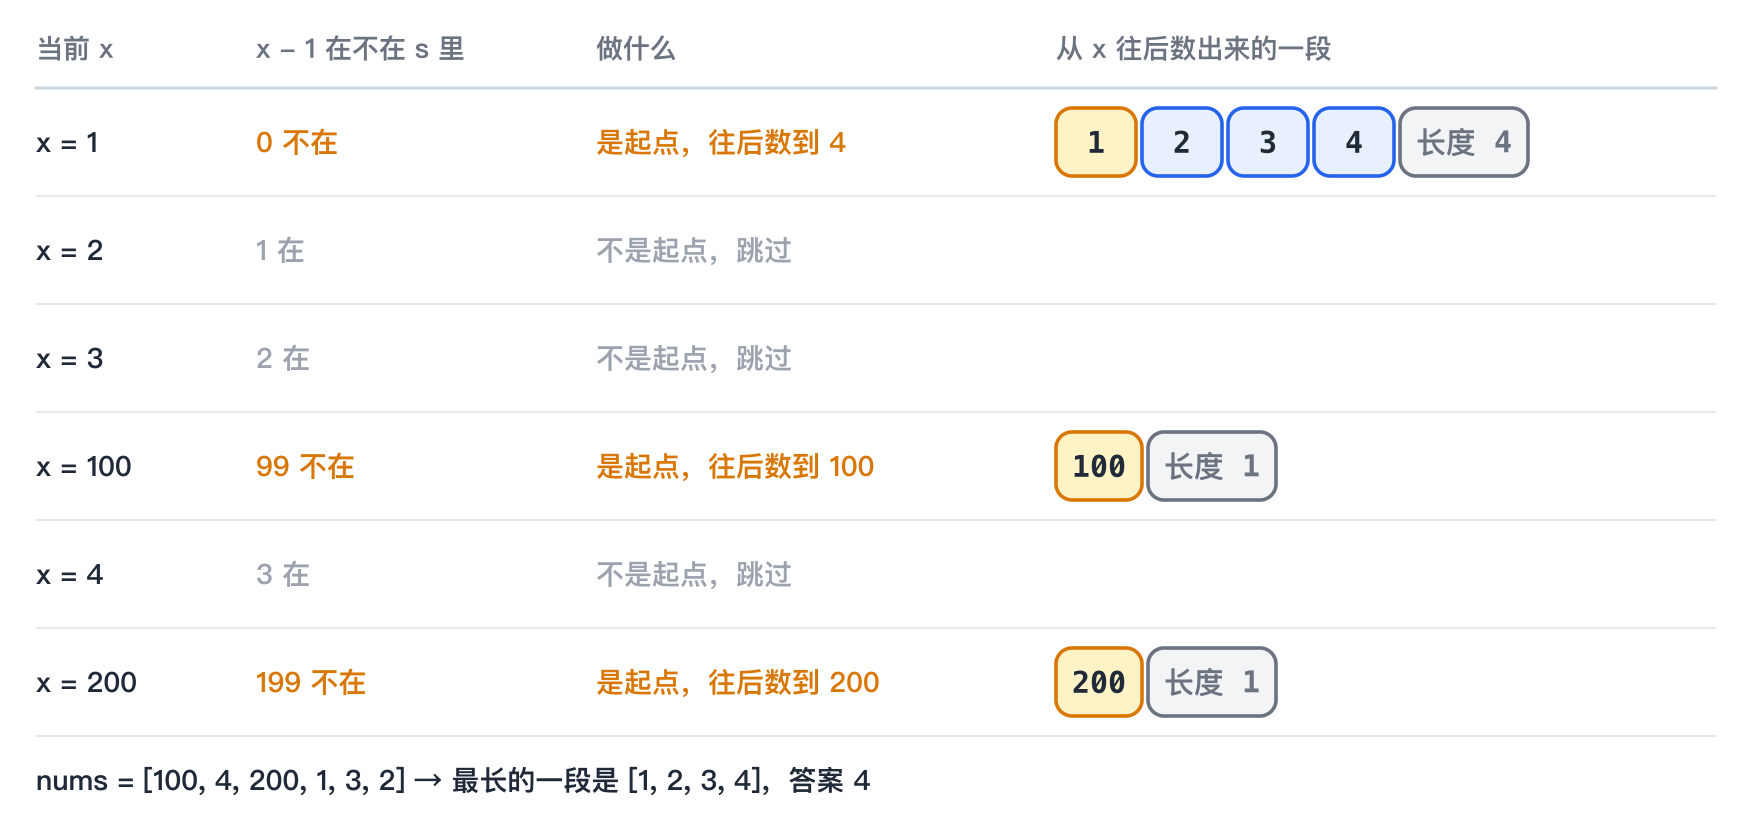 当前 x x – 1 在不在 s 里 做什么 从 x 往后数出来的一段
x = 1 0 不在 是起点，往后数到 4 1 2 3 4 长度 4
x = 2 1 在 不是起点，跳过
x = 3 2 在 不是起点，跳过
x = 100 99 不在 是起点，往后数到 100 100 长度 1
x = 4 3 在 不是起点，跳过
x = 200 199 不在 是起点，往后数到 200 200 长度 1
nums = [100, 4, 200, 1, 3, 2] → 最长的一段是 [1, 2, 3, 4]，答案 4